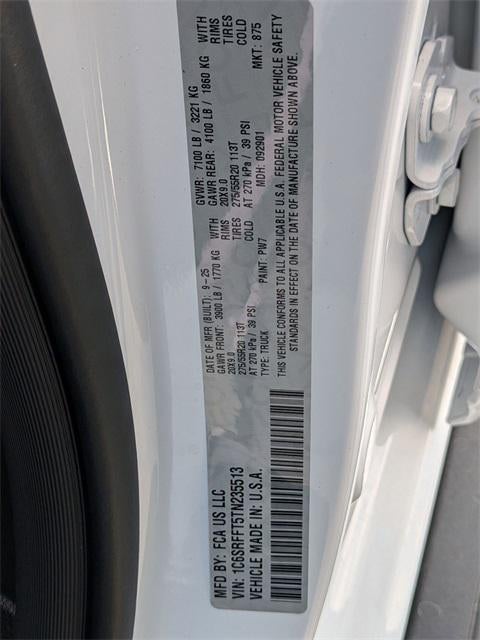 MFD BY: FCA US LLC
DATE OF MFR (BUILT): 9-25
GVWR: 7100 LB / 3221 KG
GAWR FRONT: 3900 LB / 1770 KG
WITH
20X9.0
RIMS
275/55R20 113T
TIRES
AT 270 kPa / 39 PSI
COLD
GAWR REAR: 4100 LB / 1860 KG
WITH
20X9.0
RIMS
275/55R20 113T
TIRES
AT 270 kPa / 39 PSI
COLD
TYPE: TRUCK
PAINT: PW7
MDH: 092901
MKT: 875
VIN: 1C6SRFFT5TN235513
VEHICLE MADE IN U.S.A.
THIS VEHICLE CONFORMS TO ALL APPLICABLE U.S.A. FEDERAL MOTOR VEHICLE SAFETY
STANDARDS IN EFFECT ON THE DATE OF MANUFACTURE SHOWN ABOVE.